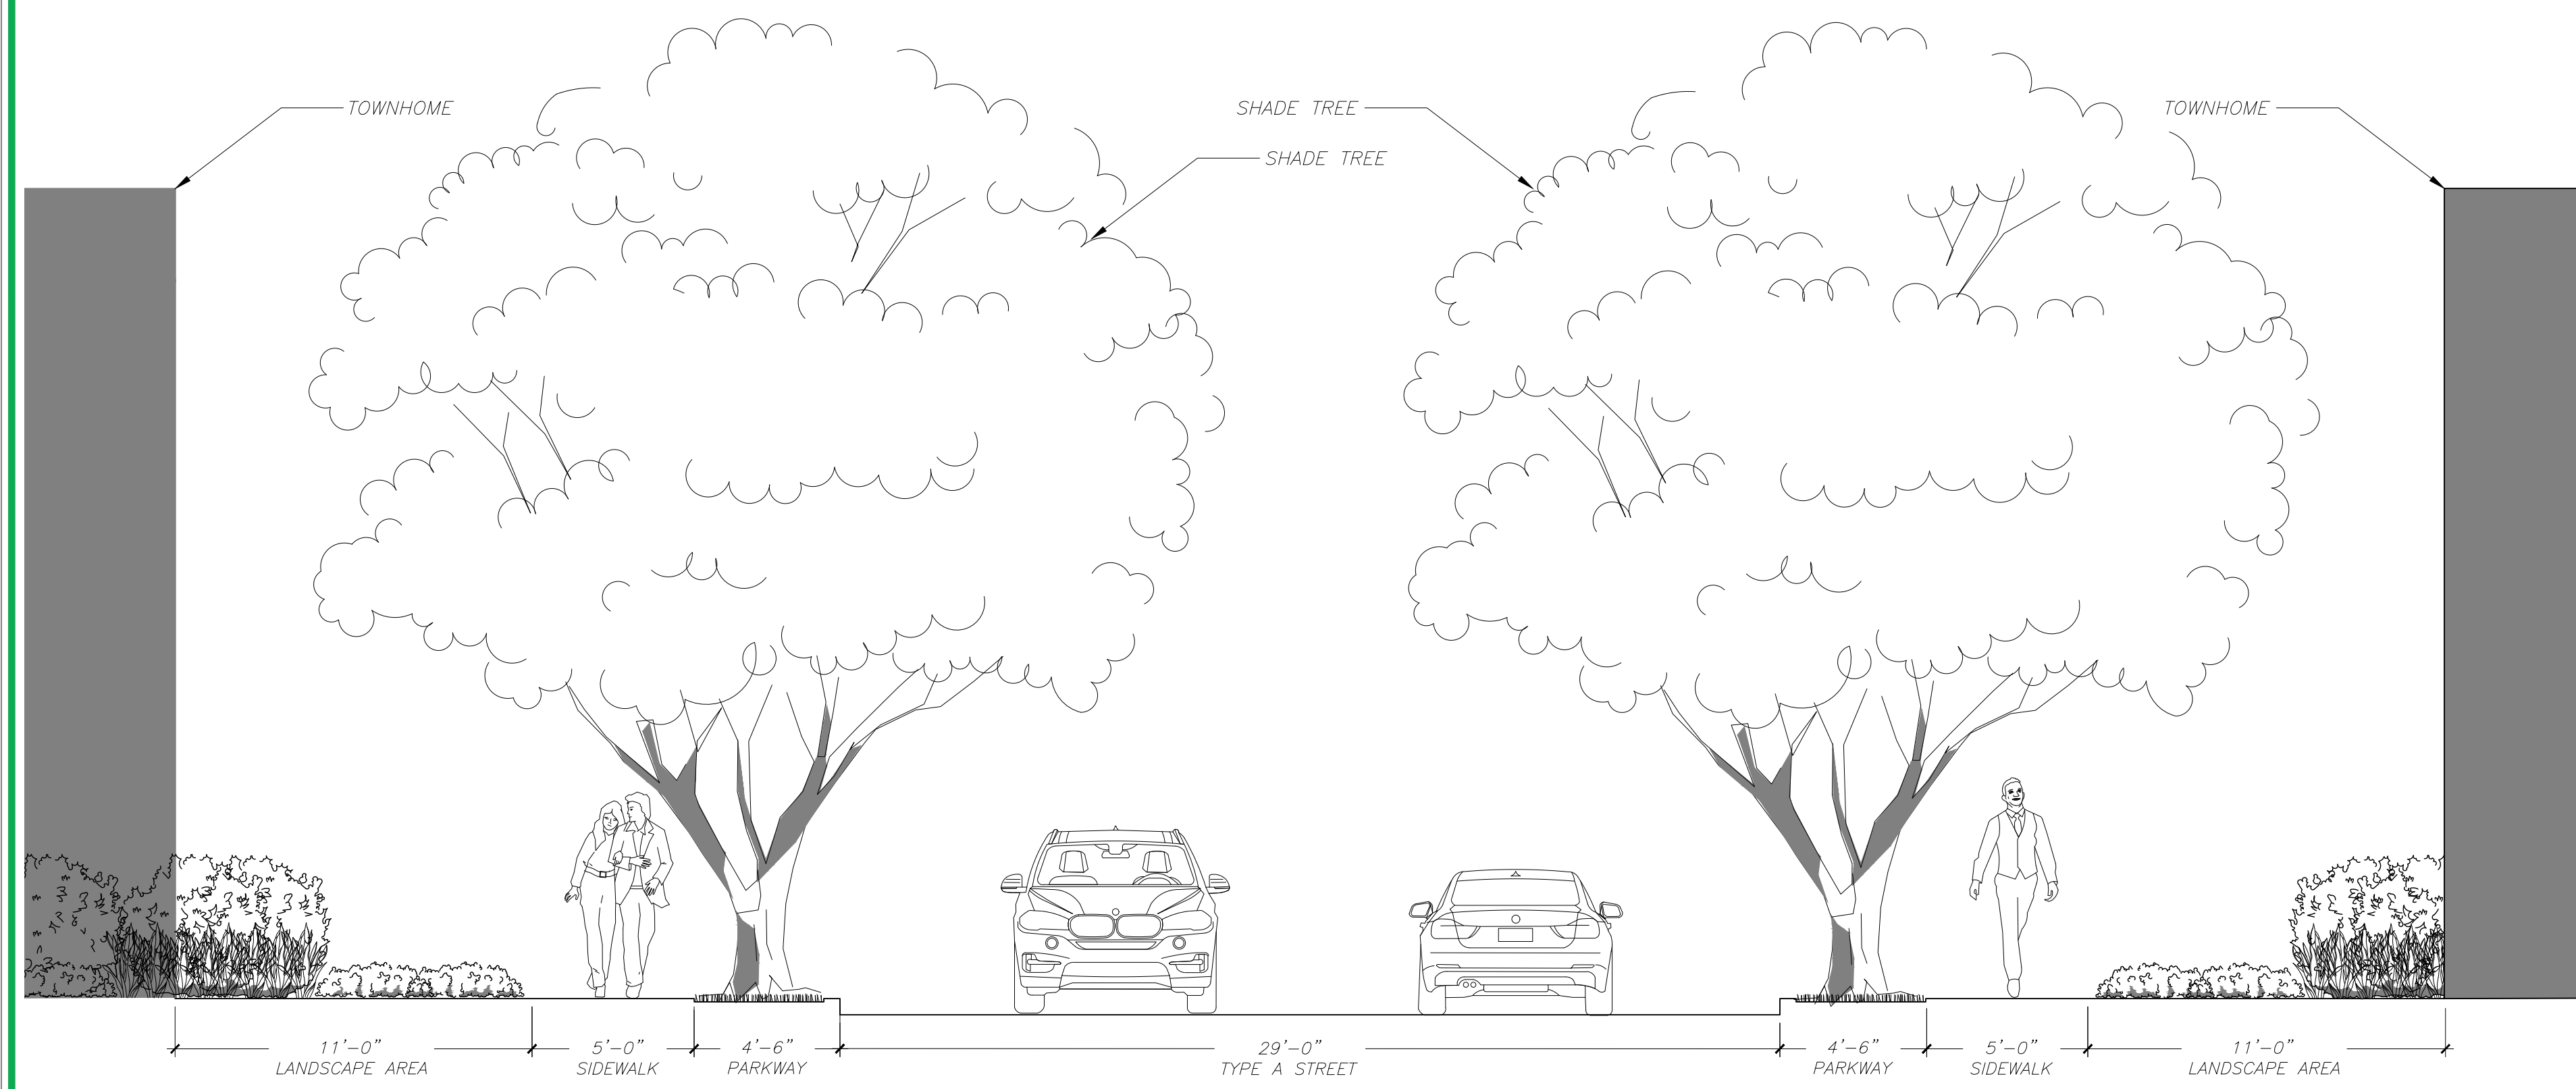 TOWNHOME
SHADE TREE
TOWNHOME
SHADE TREE
11'-0"
LANDSCAPE AREA
5'-0"
SIDEWALK
4'-6"
PARKWAY
29'-0"
TYPE A STREET
4'-6"
PARKWAY
5'-0"
SIDEWALK
11'-0"
LANDSCAPE AREA